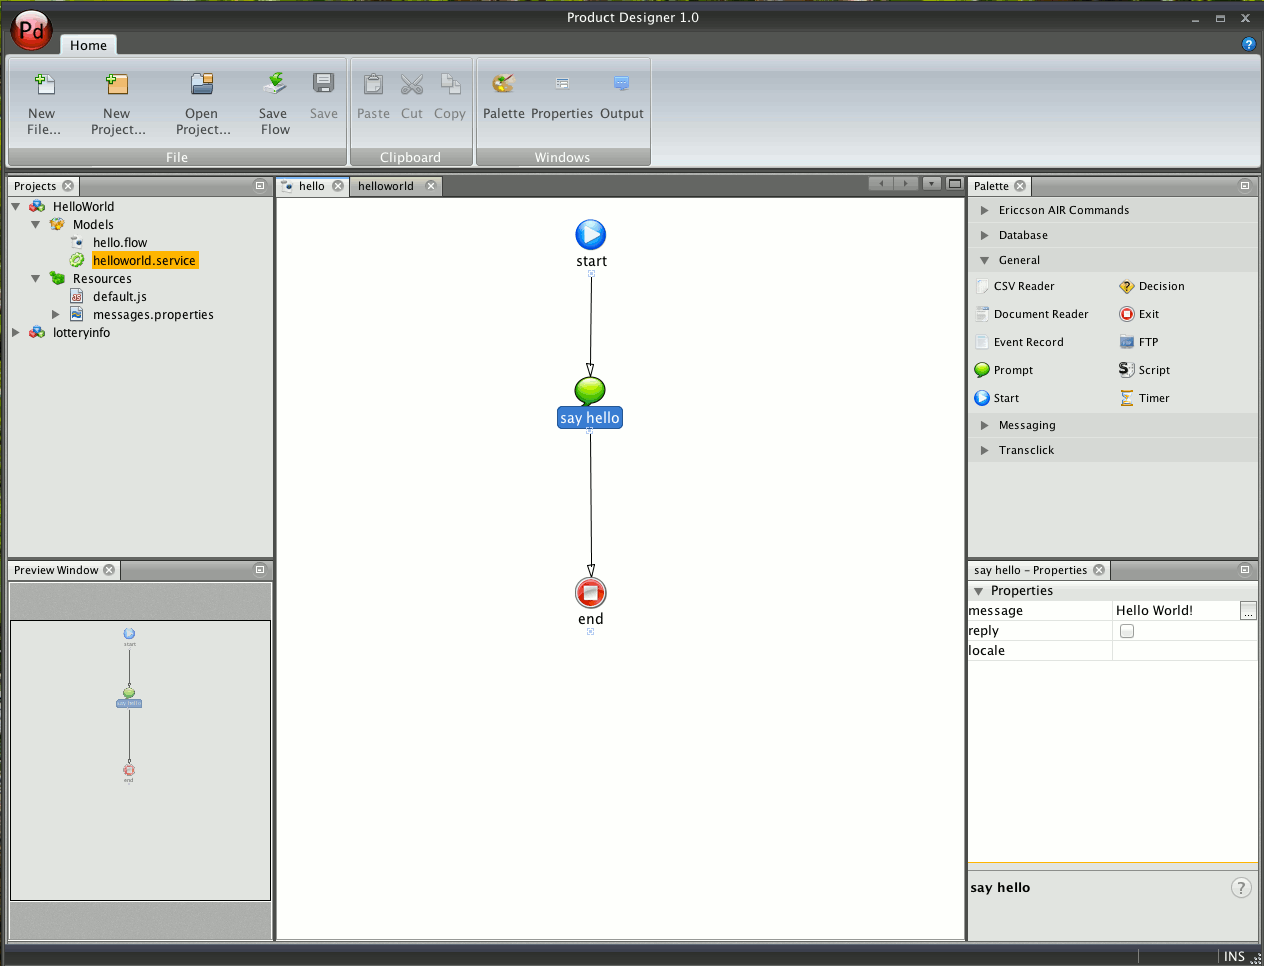 Product Designer 1.0
Pd
Home
New File...
New Project...
Open Project...
Save Flow
Save
File
Paste
Cut
Copy
Clipboard
Palette
Properties
Output
Windows
Projects
HelloWorld
Models
hello.flow
helloworld.service
Resources
default.js
messages.properties
lotteryinfo
Preview Window
start
say hello
end
hello
helloworld
start
say hello
end
Palette
Ericcson AIR Commands
Database
General
CSV Reader
Decision
Document Reader
Exit
Event Record
FTP
Prompt
Script
Start
Timer
Messaging
Transclick
say hello - Properties
Properties
message
Hello World!
...
reply
locale
say hello
?
INS